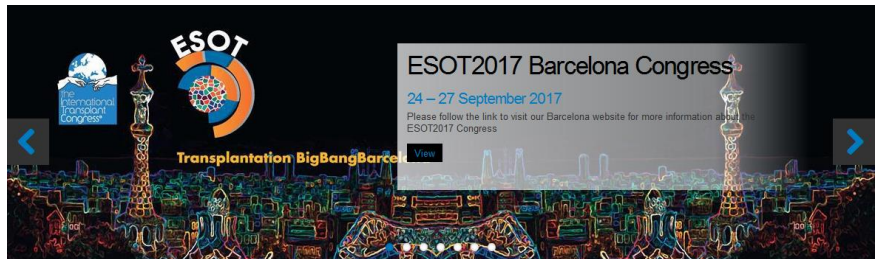 ESOT
the
International
Transplant
Congress®
Transplantation BigBangBarcel
ESOT2017 Barcelona Congress
24 – 27 September 2017
Please follow the link to visit our Barcelona website for more information about the
ESOT2017 Congress
View